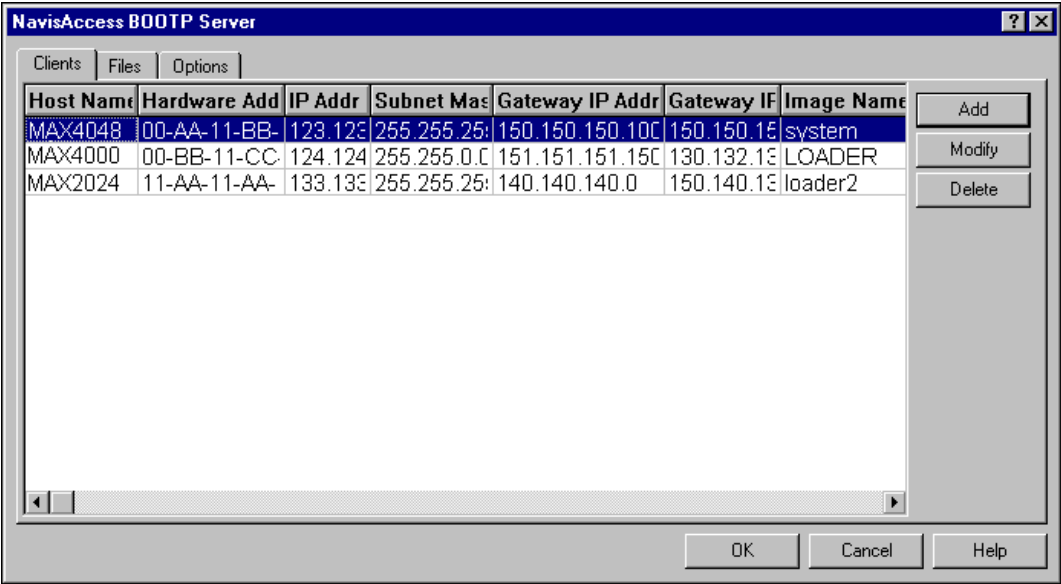 NavisAccess BOOTP Server
Clients Files Options
Host Name Hardware Add IP Addr Subnet Mas Gateway IP Addr Gateway IF Image Name
MAX4048 00-AA-11-BB- 123.123 255.255.25 150.150.150.100 150.150.15 system
MAX4000 00-BB-11-CC- 124.124 255.255.0.0 151.151.151.150 130.132.13 LOADER
MAX2024 11-AA-11-AA- 133.133 255.255.25 140.140.140.0 150.140.13 loader2
Add
Modify
Delete
OK Cancel Help